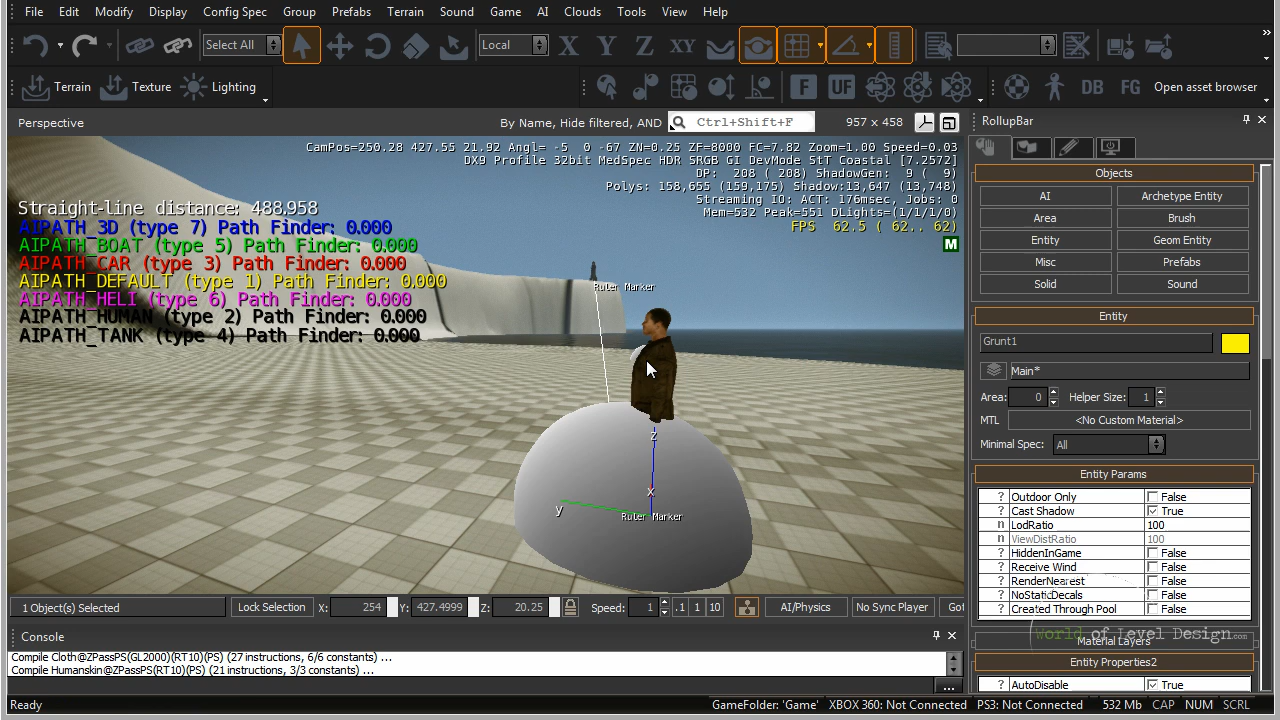 File Edit Modify Display Config Spec Group Prefabs Terrain Sound Game AI Clouds Tools View Help
Select All Local X Y Z XY
Terrain Texture Lighting F UF DB FG Open asset browser
Perspective By Name, Hide filtered, AND Ctrl+Shift+F 957 x 458 RollupBar
CamPos=250.28 427.55 21.92 Angl= -5 0 -67 ZN=0.25 ZF=8000 FC=7.82 Zoom=1.00 Speed=0.03
DX9 Profile 32bit MedSpec HDR SRGB GI DevMode StT Coastal [7.2572]
DP: 208 ( 208) ShadowGen: 9 ( 9)
Polys: 158,655 (159,175) Shadow:13,647 (13,748)
Streaming IO: ACT: 176msec, Jobs: 0
Mem=532 Peak=551 DLights=(1/1/1/0)
FPS 62.5 ( 62.. 62)
M
Straight-line distance: 488.958
AIPATH_3D (type 7) Path Finder: 0.000
AIPATH_BOAT (type 5) Path Finder: 0.000
AIPATH_CAR (type 3) Path Finder: 0.000
AIPATH_DEFAULT (type 1) Path Finder: 0.000
AIPATH_HELI (type 6) Path Finder: 0.000
AIPATH_HUMAN (type 2) Path Finder: 0.000
AIPATH_TANK (type 4) Path Finder: 0.000
Ruler Marker
z
x
y
Ruler Marker
Objects
AI Archetype Entity
Area Brush
Entity Geom Entity
Misc Prefabs
Solid Sound
Entity
Grunt1
Main*
Area: 0 Helper Size: 1
MTL <No Custom Material>
Minimal Spec: All
Entity Params
? Outdoor Only False
? Cast Shadow True
n LodRatio 100
n ViewDistRatio 100
? HiddenInGame False
? Receive Wind False
? RenderNearest False
? NoStaticDecals False
? Created Through Pool False
Material Layers
World of Level Design.com
Entity Properties2
? AutoDisable True
1 Object(s) Selected Lock Selection X: 254 Y: 427.4999 Z: 20.25 Speed: 1 .1 1 10 AI/Physics No Sync Player Got
Console
Compile Cloth@ZPassPS(GL2000)(RT10)(PS) (27 instructions, 6/6 constants) ...
Compile Humanskin@ZPassPS(RT10)(PS) (21 instructions, 3/3 constants) ...
...
Ready GameFolder: 'Game' XBOX 360: Not Connected PS3: Not Connected 532 Mb CAP NUM SCRL